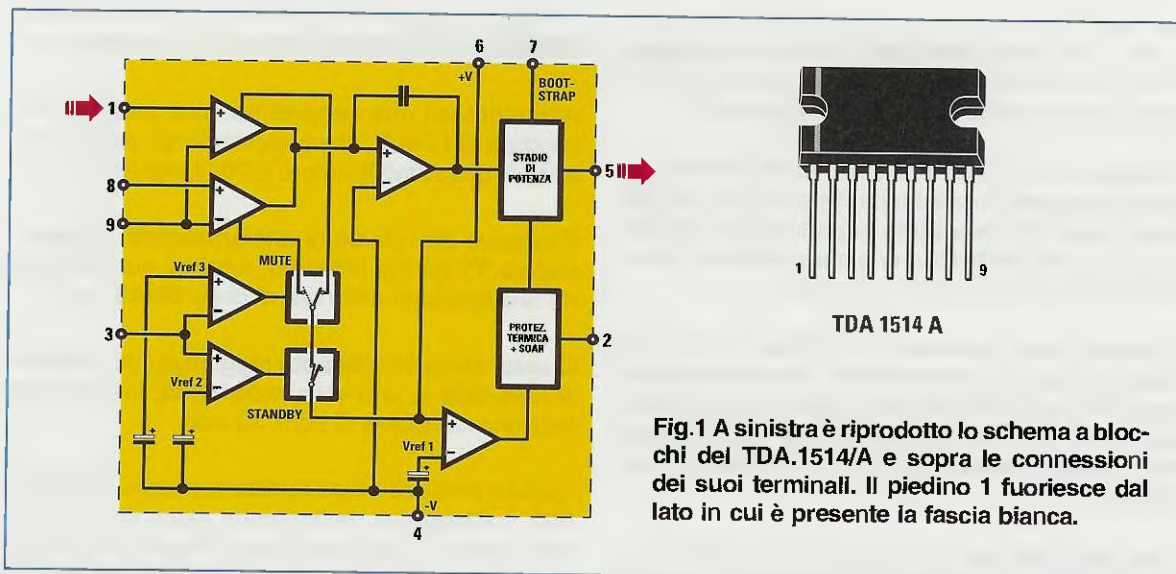 6
7
+V
BOOT-
STRAP
1
+
-
+
-
8
9
+
-
STADIO
DI
POTENZA
5
MUTE
Vref 3
+
-
3
+
-
Vref 2
STANDBY
PROTEZ.
TERMICA
+ SOAR
2
+
-
Vref 1
+
+
+
-V
4
1
9
TDA 1514 A
Fig.1 A sinistra è riprodotto lo schema a bloc-
chi del TDA.1514/A e sopra le connessioni
dei suoi terminali. Il piedino 1 fuoriesce dal
lato in cui è presente la fascia bianca.